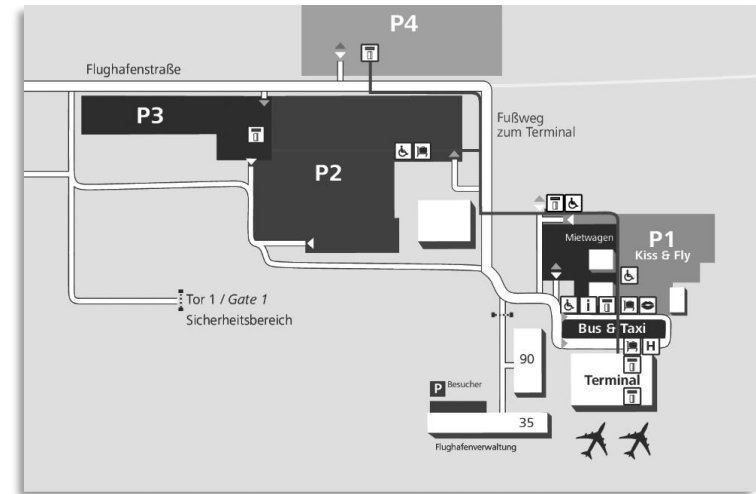 P4
Flughafenstraße
P3
Fußweg
zum Terminal
P2
Mietwagen
P1
Kiss & Fly
Tor 1 / Gate 1
Sicherheitsbereich
i
Bus & Taxi
H
90
Terminal
P Besucher
35
Flughafenverwaltung